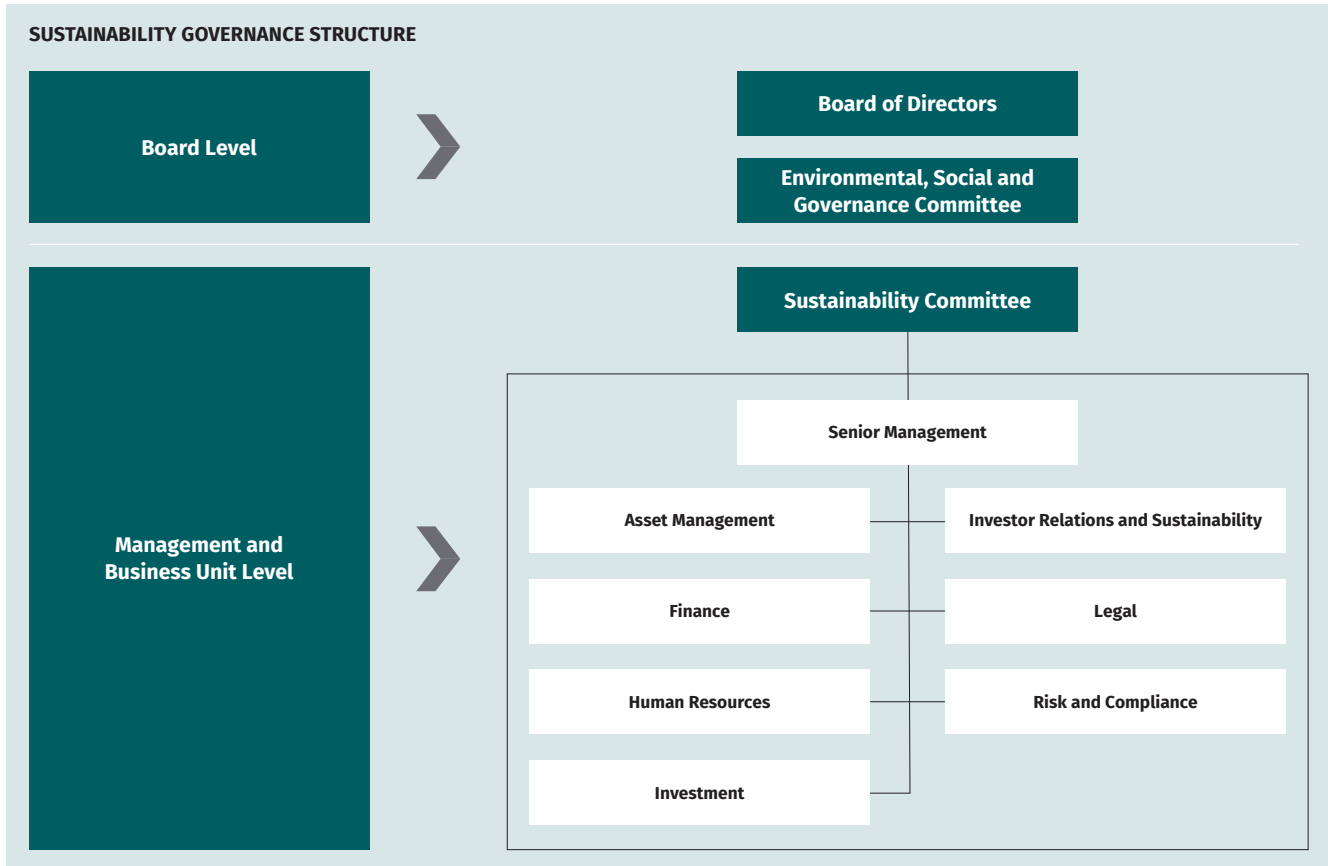 SUSTAINABILITY GOVERNANCE STRUCTURE
Board Level
Board of Directors
Environmental, Social and
Governance Committee
Management and
Business Unit Level
Sustainability Committee
Senior Management
Asset Management
Investor Relations and Sustainability
Finance
Legal
Human Resources
Risk and Compliance
Investment